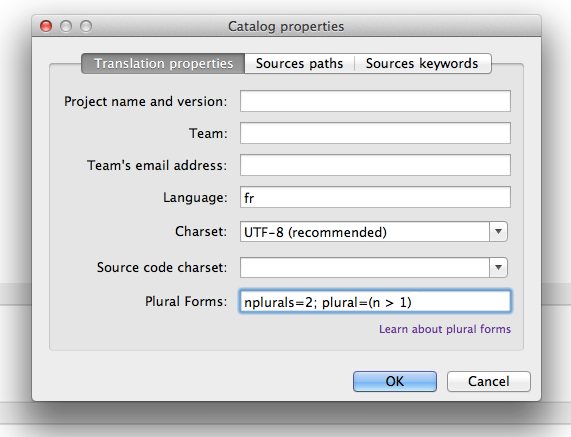 Catalog properties
Translation properties Sources paths Sources keywords
Project name and version:
Team:
Team's email address:
Language: fr
Charset: UTF-8 (recommended)
Source code charset:
Plural Forms: nplurals=2; plural=(n > 1)
Learn about plural forms
OK Cancel